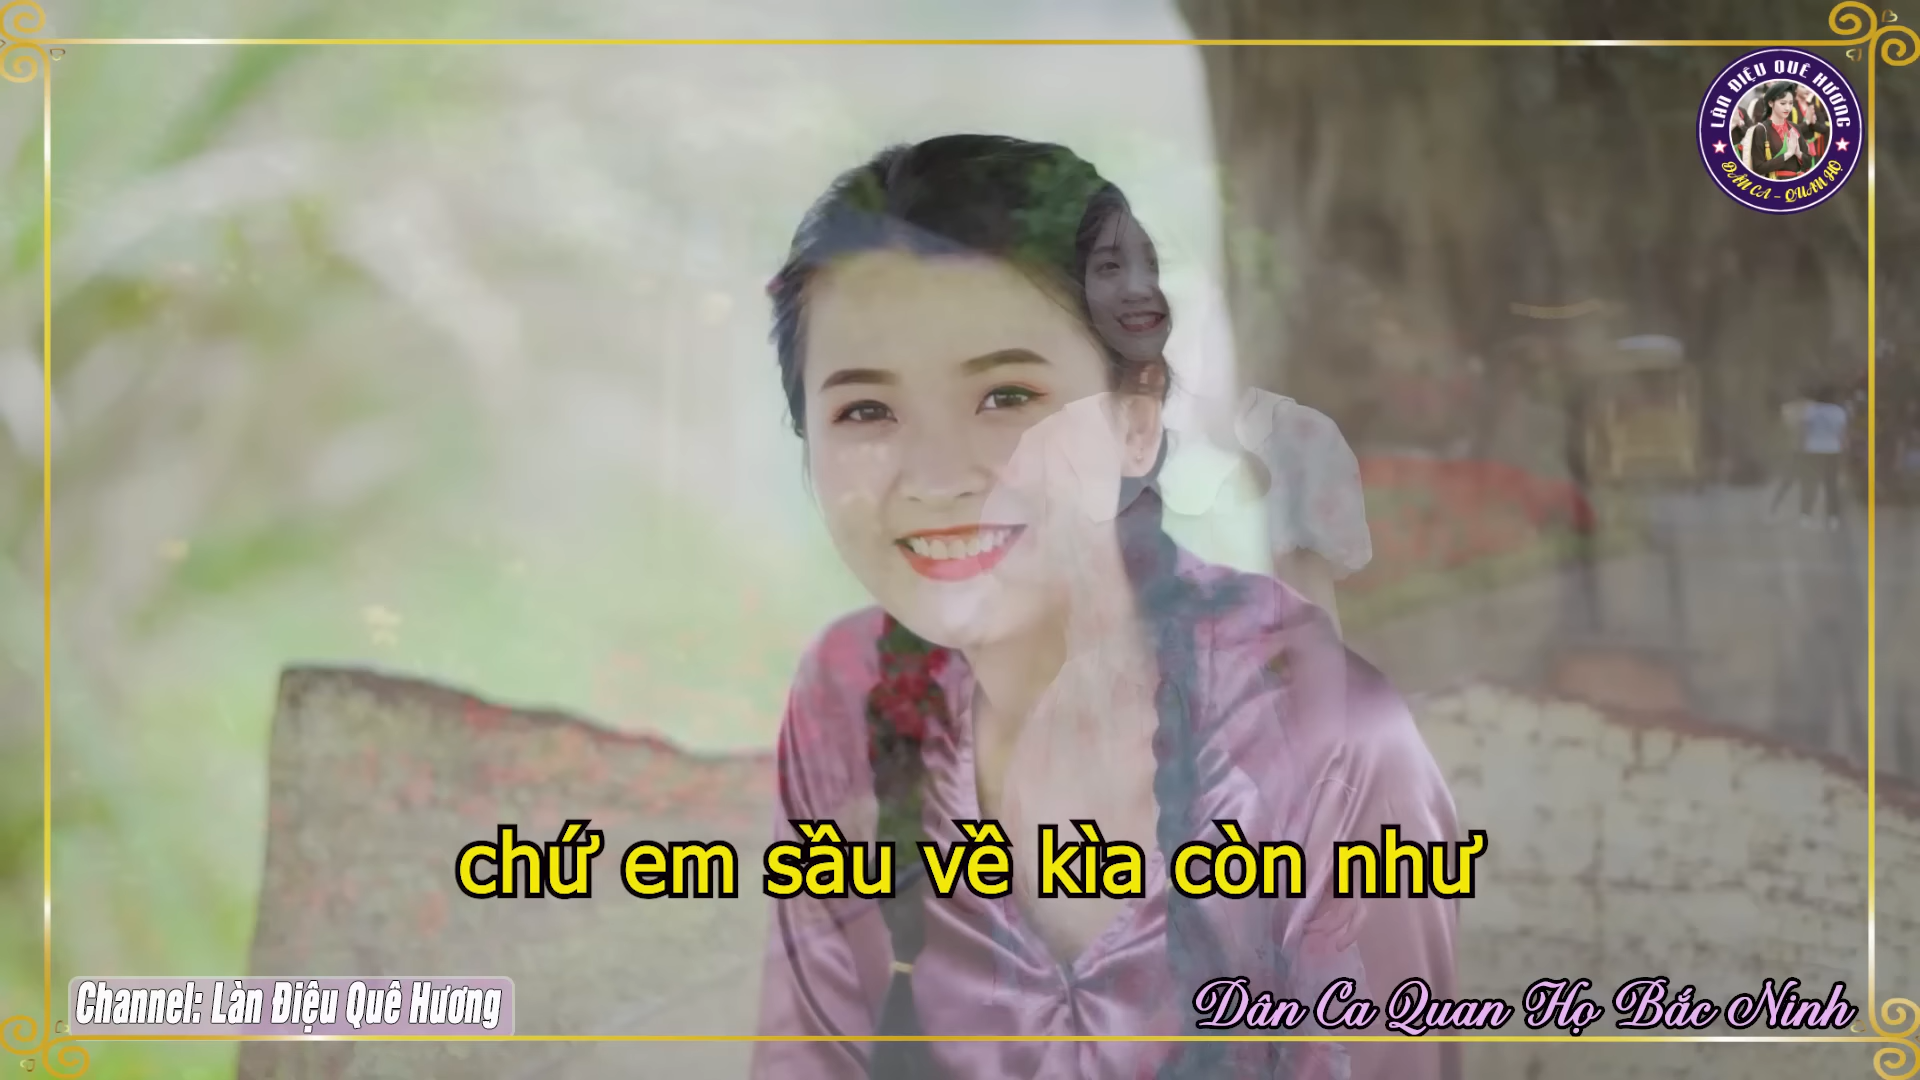 LÀN ĐIỆU QUÊ HƯƠNG
DÂN CA - QUAN HỌ
chứ em sầu về kìa còn như
Channel: Làn Điệu Quê Hương
Dân Ca Quan Họ Bắc Ninh